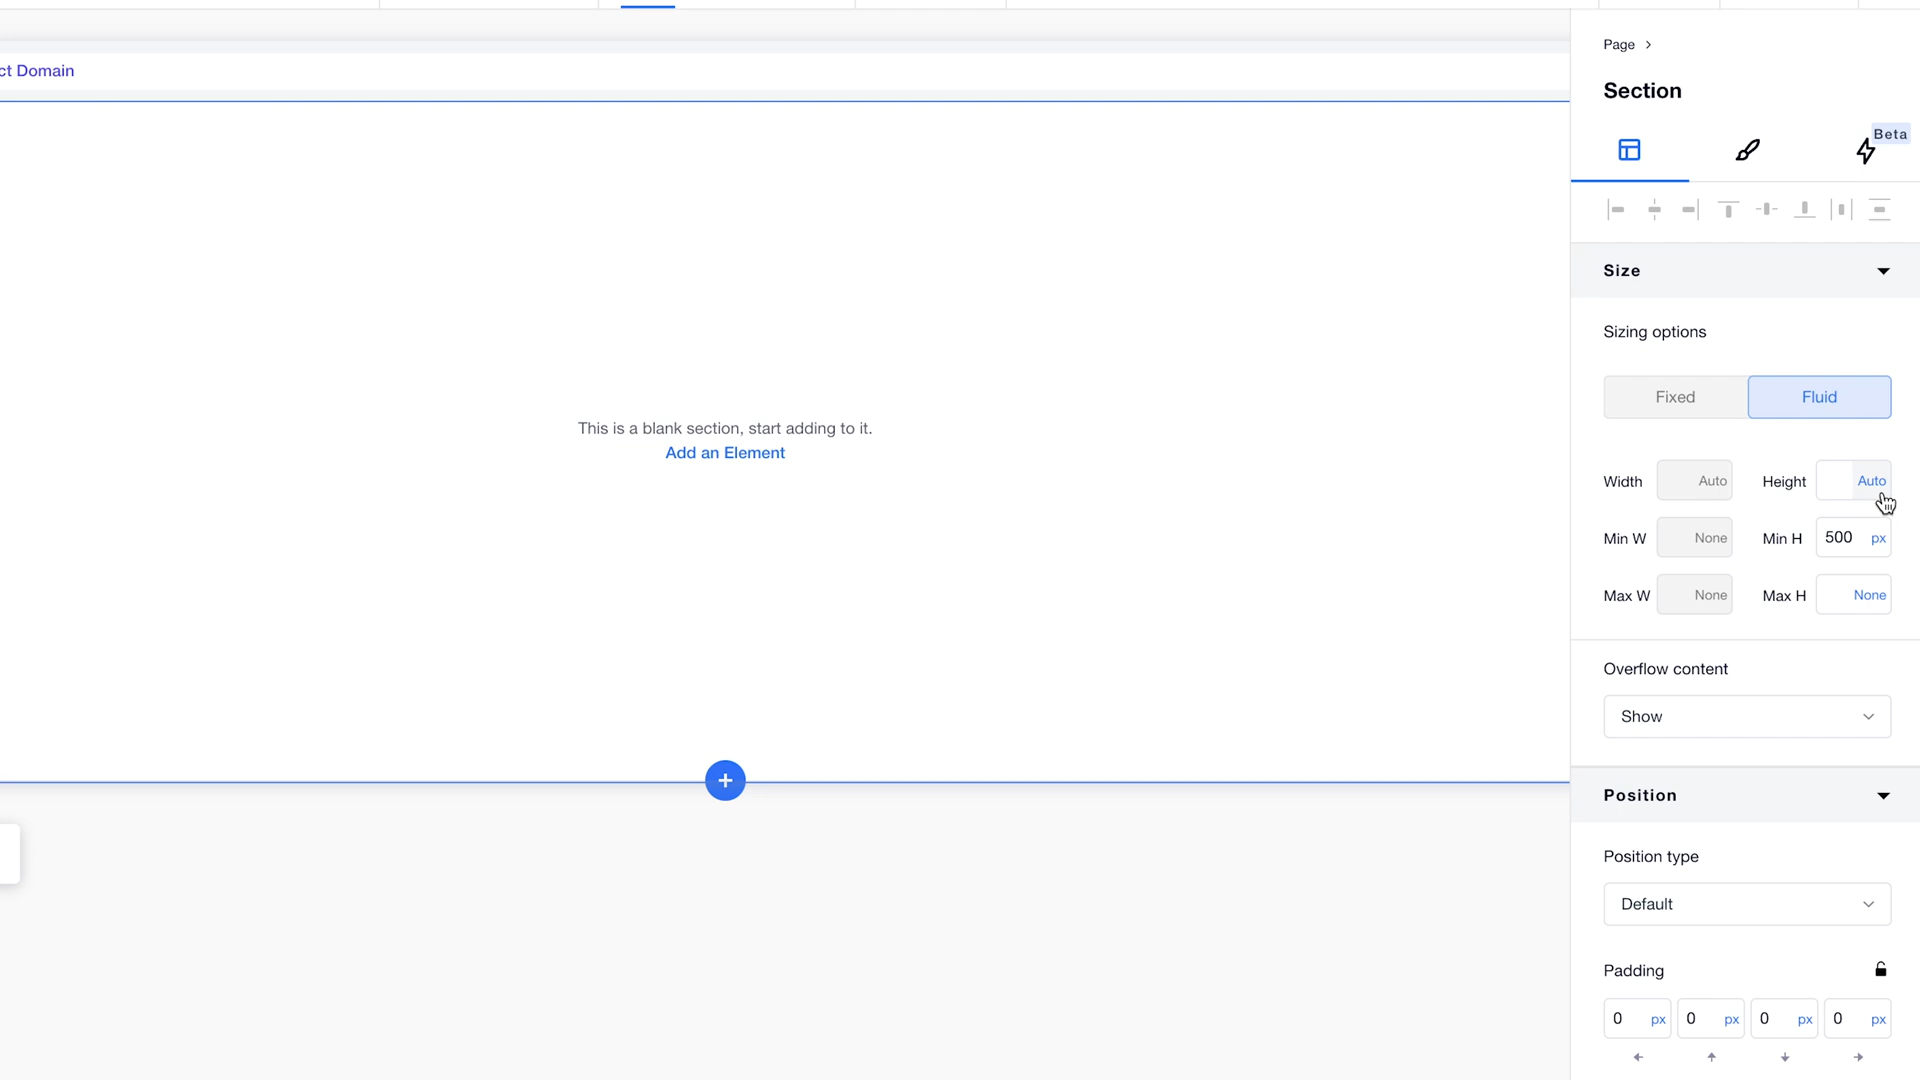 Page
ct Domain
Section
Beta
Size
Sizing options
Fixed Fluid
This is a blank section, start adding to it.
Add an Element
Width Auto Height Auto
Min W None Min H 500 px
Max W None Max H None
Overflow content
Show
Position
Position type
Default
Padding
0 px 0 px 0 px 0 px